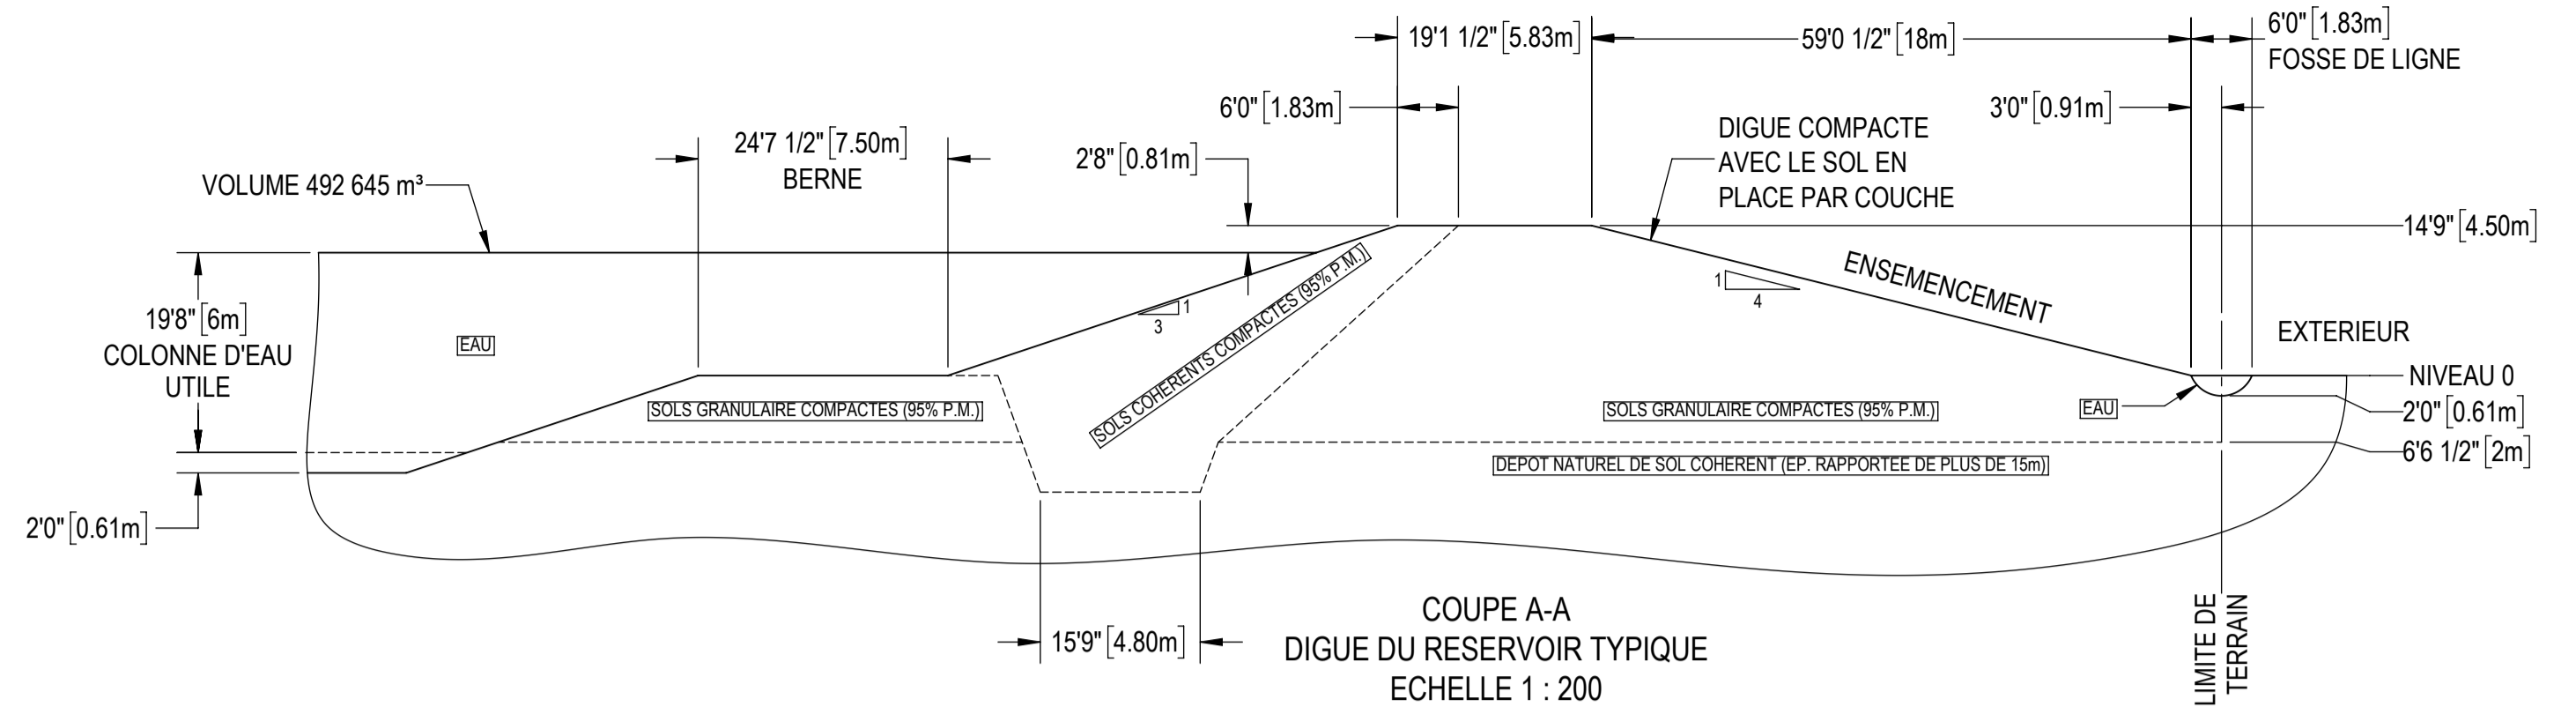 19'1 1/2" [5.83m]
59'0 1/2" [18m]
6'0" [1.83m]
FOSSE DE LIGNE
6'0" [1.83m]
3'0" [0.91m]
24'7 1/2" [7.50m]
BERNE
2'8" [0.81m]
DIGUE COMPACTE
AVEC LE SOL EN
PLACE PAR COUCHE
VOLUME 492 645 m³
14'9" [4.50m]
ENSEMENCEMENT
1
4
1
3
SOLS COHERENTS COMPACTES (95% P.M.)
19'8" [6m]
COLONNE D'EAU
UTILE
EAU
EXTERIEUR
NIVEAU 0
SOLS GRANULAIRE COMPACTES (95% P.M.)
SOLS GRANULAIRE COMPACTES (95% P.M.)
EAU
2'0" [0.61m]
6'6 1/2" [2m]
DEPOT NATUREL DE SOL COHERENT (EP. RAPPORTEE DE PLUS DE 15m)
2'0" [0.61m]
15'9" [4.80m]
COUPE A-A
DIGUE DU RESERVOIR TYPIQUE
ECHELLE 1 : 200
LIMITE DE
TERRAIN